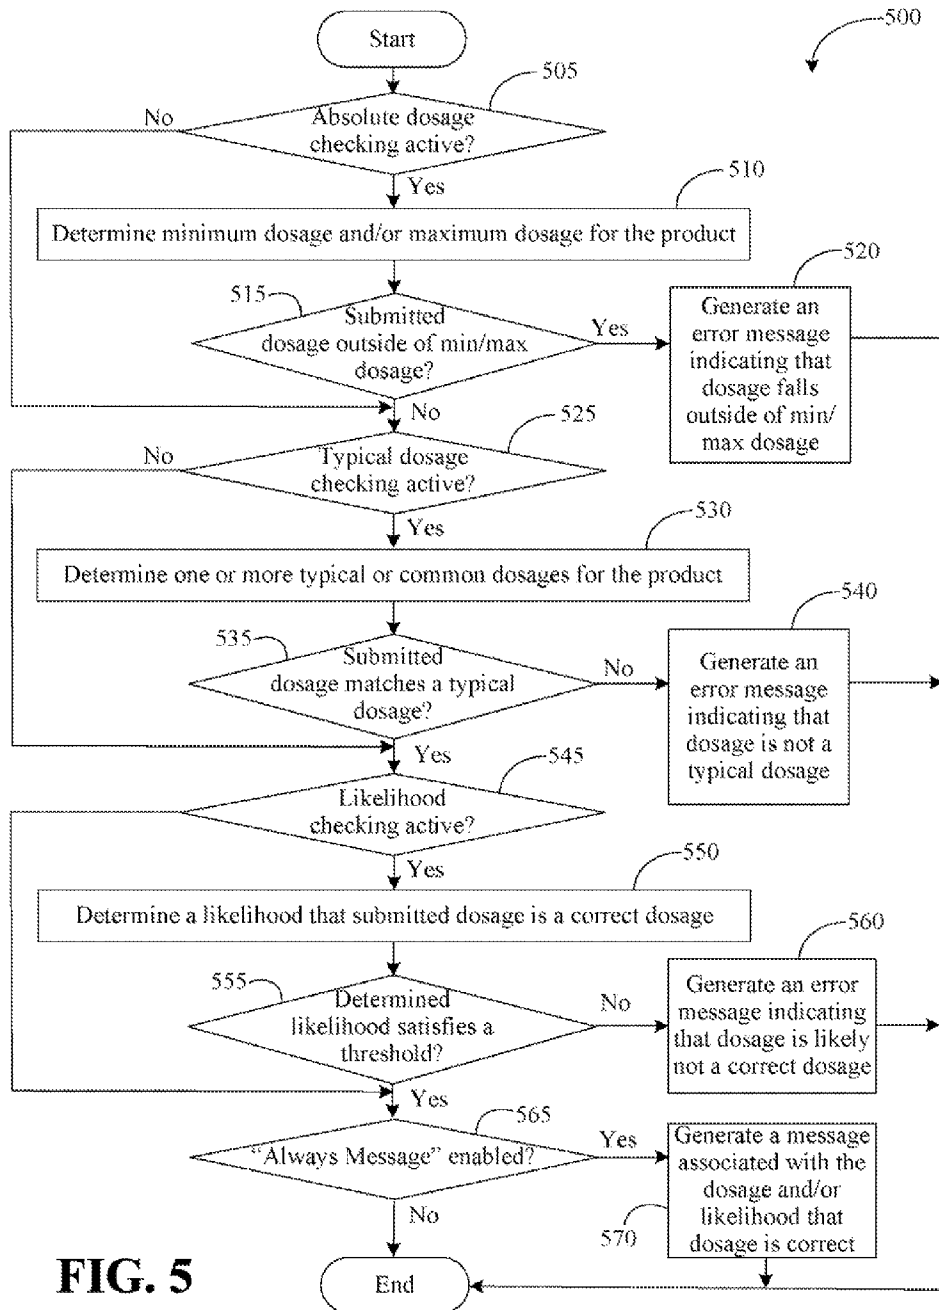 500
Start
505
No
Absolute dosage
checking active?
Yes
510
Determine minimum dosage and/or maximum dosage for the product
515
Submitted
dosage outside of min/max
dosage?
Yes
520
Generate an
error message
indicating that
dosage falls
outside of min/
max dosage
No
525
No
Typical dosage
checking active?
Yes
530
Determine one or more typical or common dosages for the product
535
Submitted
dosage matches a typical
dosage?
No
540
Generate an
error message
indicating that
dosage is not a
typical dosage
Yes
545
Likelihood
checking active?
Yes
550
Determine a likelihood that submitted dosage is a correct dosage
555
Determined
likelihood satisfies a
threshold?
No
560
Generate an error
message indicating
that dosage is likely
not a correct dosage
Yes
565
“Always Message” enabled?
Yes
Generate a message
associated with the
dosage and/or
likelihood that
dosage is correct
570
No
End
FIG. 5